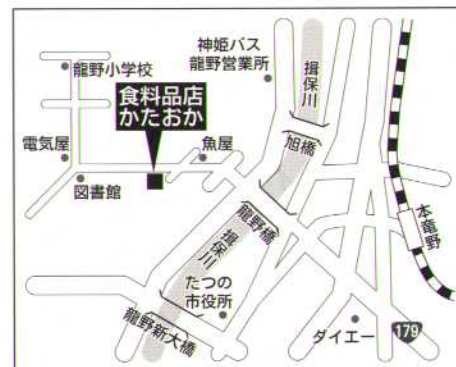 神姫バス
龍野営業所
揖保川
龍野小学校
食料品店
かたおか
電気屋
魚屋
旭橋
図書館
龍野橋
本竜野
揖保川
たつの
市役所
龍野新大橋
ダイエー
179